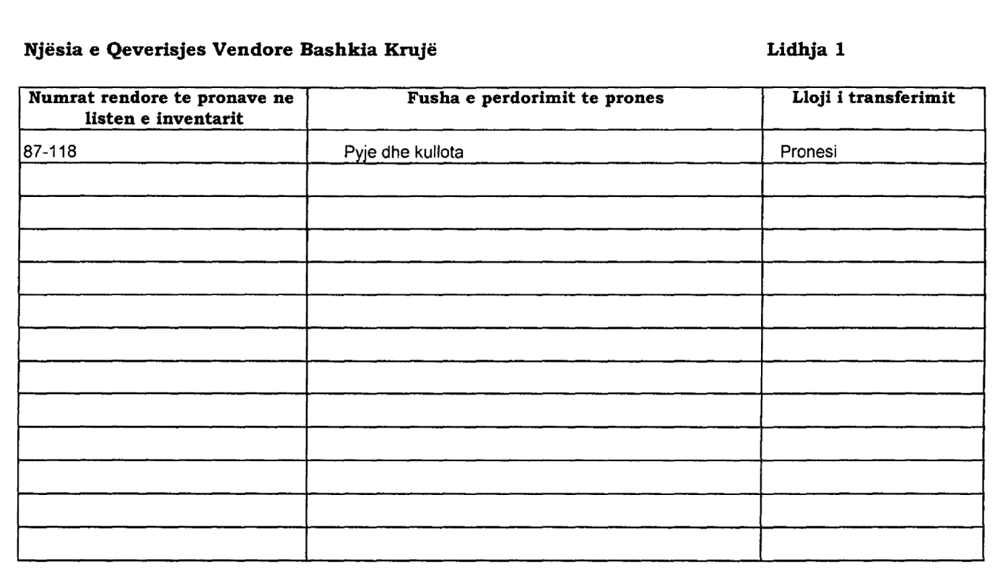 Njësia e Qeverisjes Vendore Bashkia Krujë Lidhja 1
Numrat rendore te pronave ne
listen e inventarit
Fusha e perdorimit te prones
Lloji i transferimit
87-118 Pyje dhe kullota Pronesi